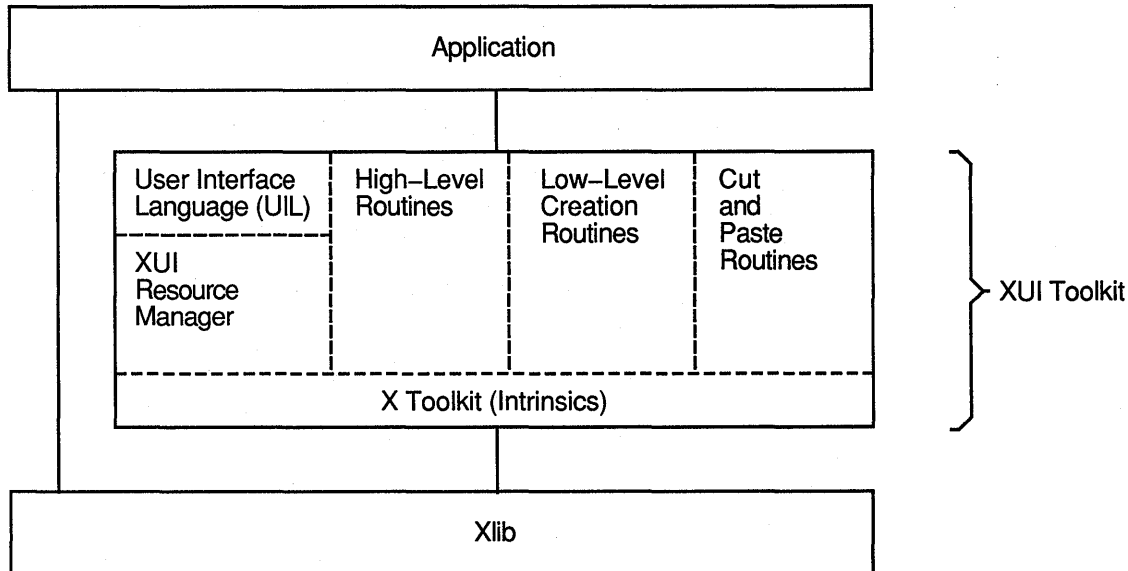 Application
User Interface
Language (UIL)
XUI
Resource
Manager
High–Level
Routines
Low–Level
Creation
Routines
Cut
and
Paste
Routines
XUI Toolkit
X Toolkit (Intrinsics)
Xlib